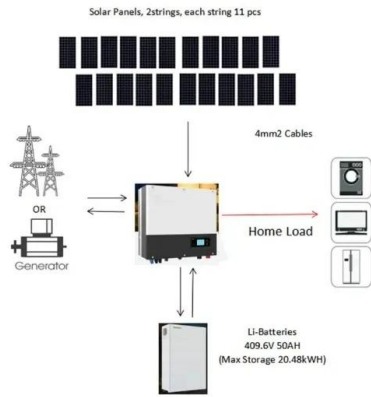 Solar Panels, 2strings, each string 11 pcs
4mm2 Cables
OR
Generator
Home Load
Li-Batteries
409.6V 50AH
(Max Storage 20.48kWH)